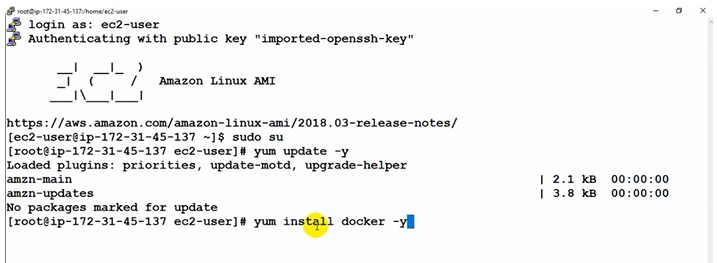 root@ip-172-31-45-137:/home/ec2-user
login as: ec2-user
Authenticating with public key "imported-openssh-key"
__|  __|_  )
_|  (     /   Amazon Linux AMI
___|\___|___|
https://aws.amazon.com/amazon-linux-ami/2018.03-release-notes/
[ec2-user@ip-172-31-45-137 ~]$ sudo su
[root@ip-172-31-45-137 ec2-user]# yum update -y
Loaded plugins: priorities, update-motd, upgrade-helper
amzn-main | 2.1 kB 00:00:00
amzn-updates | 3.8 kB 00:00:00
No packages marked for update
[root@ip-172-31-45-137 ec2-user]# yum install docker -y